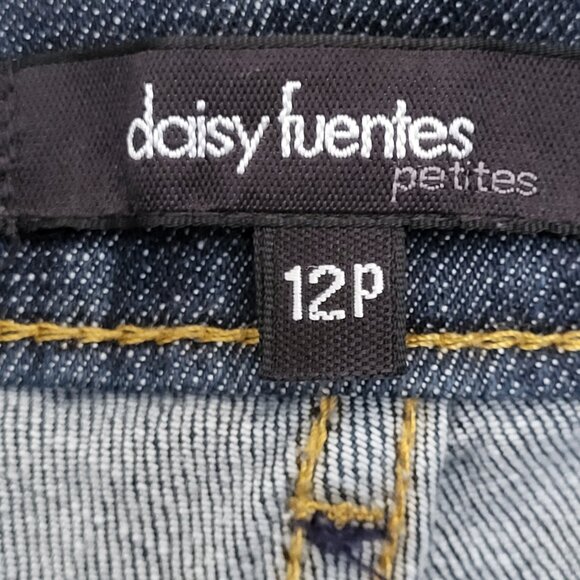 daisy fuentes
petites
12P